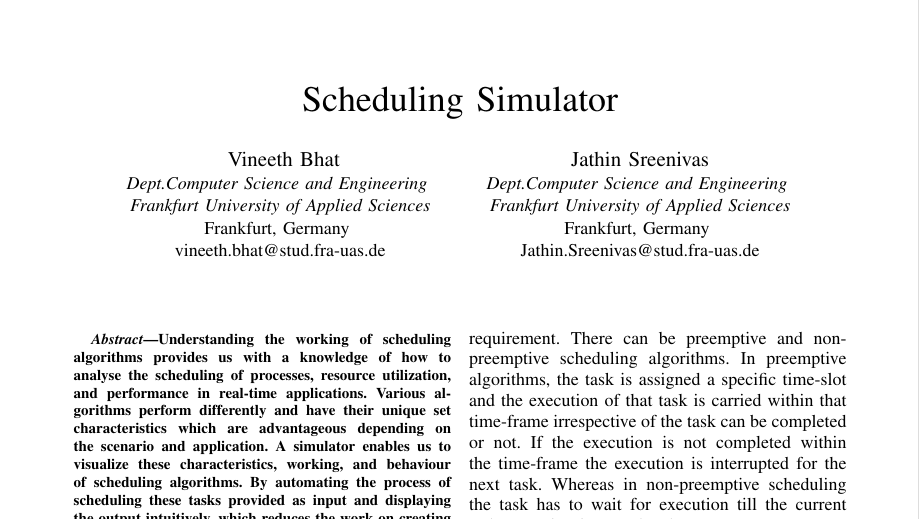 Scheduling Simulator
Vineeth Bhat
Dept.Computer Science and Engineering
Frankfurt University of Applied Sciences
Frankfurt, Germany
vineeth.bhat@stud.fra-uas.de
Jathin Sreenivas
Dept.Computer Science and Engineering
Frankfurt University of Applied Sciences
Frankfurt, Germany
Jathin.Sreenivas@stud.fra-uas.de
Abstract—Understanding the working of scheduling
algorithms provides us with a knowledge of how to
analyse the scheduling of processes, resource utilization,
and performance in real-time applications. Various al-
gorithms perform differently and have their unique set
characteristics which are advantageous depending on
the scenario and application. A simulator enables us to
visualize these characteristics, working, and behaviour
of scheduling algorithms. By automating the process of
scheduling these tasks provided as input and displaying
the output intuitively, which reduces the work on creating
requirement. There can be preemptive and non-
preemptive scheduling algorithms. In preemptive
algorithms, the task is assigned a specific time-slot
and the execution of that task is carried within that
time-frame irrespective of the task can be completed
or not. If the execution is not completed within
the time-frame the execution is interrupted for the
next task. Whereas in non-preemptive scheduling
the task has to wait for execution till the current